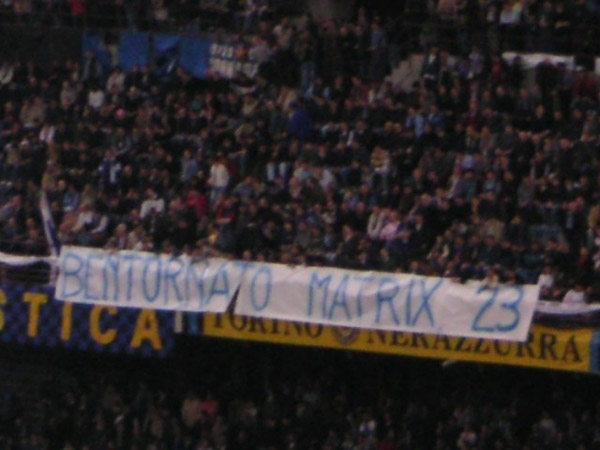 BENTORNATO MATRIX 23
STICA
TORINO NERAZZURRA